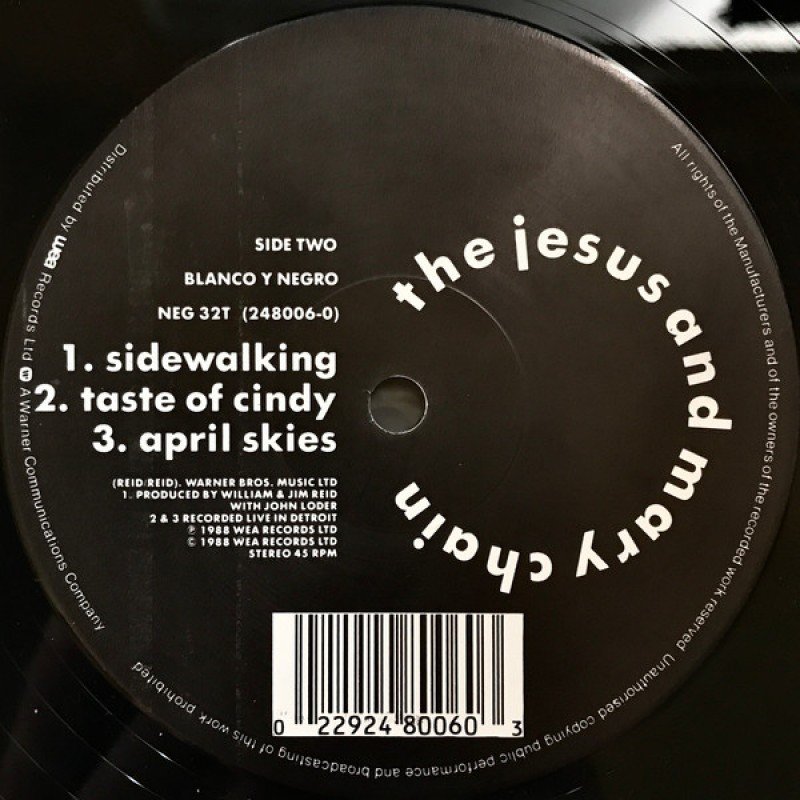 SIDE TWO
BLANCO Y NEGRO
NEG 32T (248006-0)
1. sidewalking
2. taste of cindy
3. april skies
(REID/REID). WARNER BROS. MUSIC LTD
1. PRODUCED BY WILLIAM & JIM REID
WITH JOHN LODER
2 & 3 RECORDED LIVE IN DETROIT
℗ 1988 WEA RECORDS LTD
© 1988 WEA RECORDS LTD
STEREO 45 RPM
the jesus and mary chain
Distributed by wea Records Ltd. W A Warner Communications Company
All rights of the Manufacturers and of the owners of the recorded work reserved Unauthorised copying public performance and broadcasting of this work prohibited
0 22924 80060 3